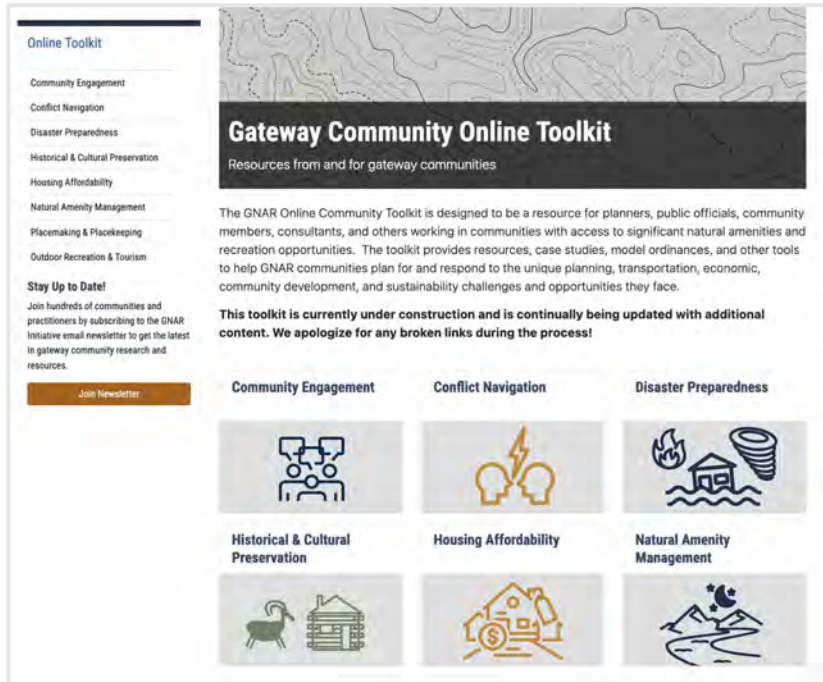 Online Toolkit
Community Engagement
Conflict Navigation
Disaster Preparedness
Historical & Cultural Preservation
Housing Affordability
Natural Amenity Management
Placemaking & Placekeeping
Outdoor Recreation & Tourism
Stay Up to Date!
Join hundreds of communities and
practitioners by subscribing to the GNAR
Initiative email newsletter to get the latest
in gateway community research and
resources.
Join Newsletter
Gateway Community Online Toolkit
Resources from and for gateway communities
The GNAR Online Community Toolkit is designed to be a resource for planners, public officials, community
members, consultants, and others working in communities with access to significant natural amenities and
recreation opportunities. The toolkit provides resources, case studies, model ordinances, and other tools
to help GNAR communities plan for and respond to the unique planning, transportation, economic,
community development, and sustainability challenges and opportunities they face.
This toolkit is currently under construction and is continually being updated with additional
content. We apologize for any broken links during the process!
Community Engagement
Conflict Navigation
Disaster Preparedness
Historical & Cultural
Preservation
Housing Affordability
Natural Amenity
Management